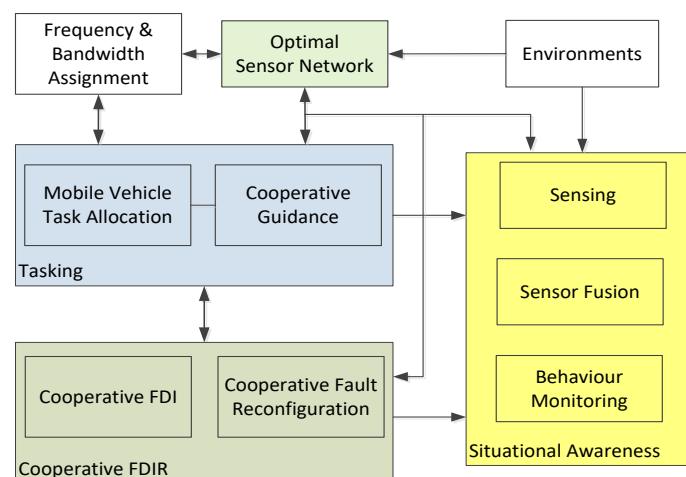 Frequency &
Bandwidth
Assignment
Optimal
Sensor Network
Environments
Mobile Vehicle
Task Allocation
Cooperative
Guidance
Tasking
Sensing
Sensor Fusion
Behaviour
Monitoring
Situational Awareness
Cooperative FDI
Cooperative Fault
Reconfiguration
Cooperative FDIR